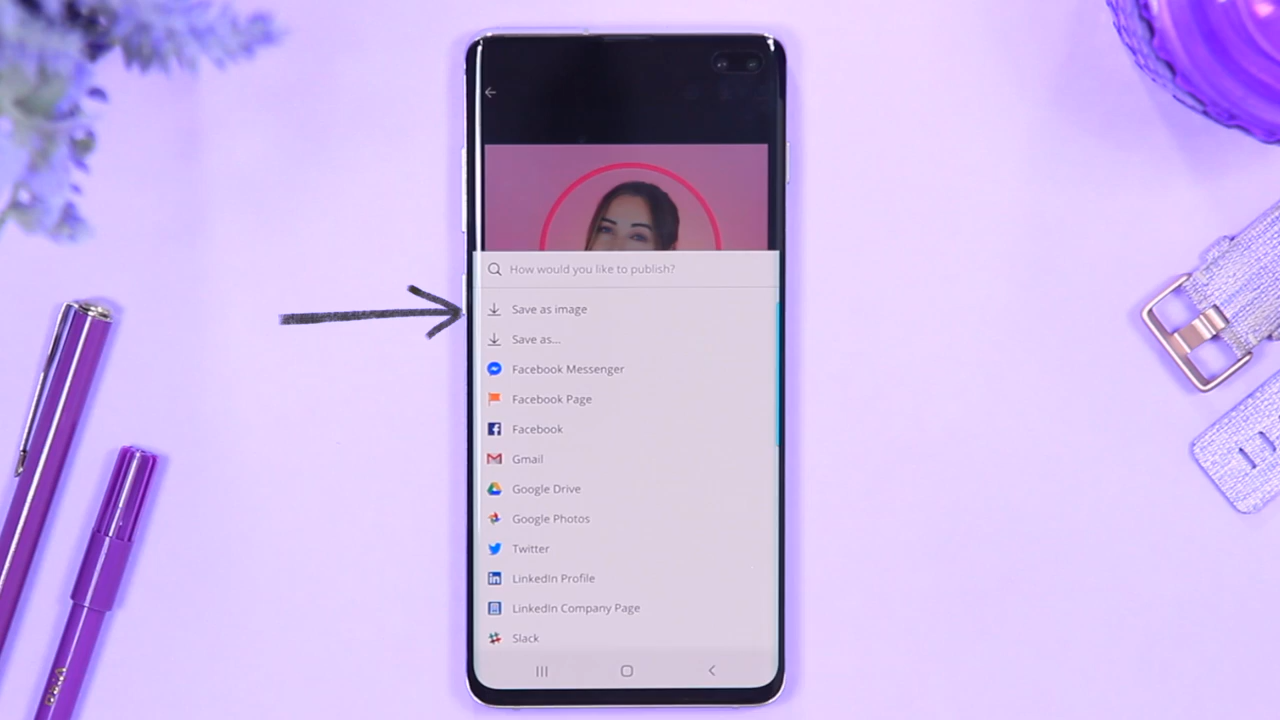 How would you like to publish?
Save as image
Save as...
Facebook Messenger
Facebook Page
Facebook
Gmail
Google Drive
Google Photos
Twitter
LinkedIn Profile
LinkedIn Company Page
Slack